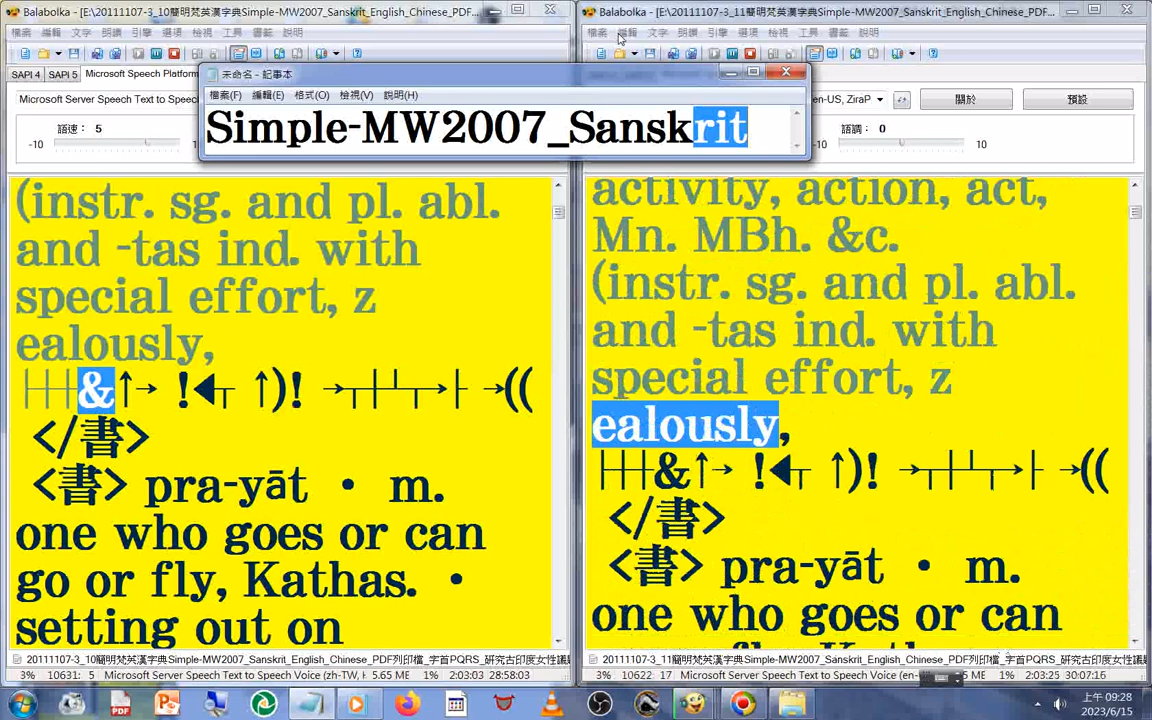 Balabolka - [E:\20111107-3_10簡明梵英漢字典Simple-MW2007_Sanskrit_English_Chinese_PDF...
檔案 編輯 文字 朗讀 引擎 選項 檢視 工具 書籤 說明
SAPI 4 SAPI 5 Microsoft Speech Platform
Microsoft Server Speech Text to Spee
語速： 5
-10
(instr. sg. and pl. abl.
and -tas ind. with
special effort, z
ealously,
├├├&↑→ !◀┬ ↑)! →┬├┴┬→├ →((
</書>
<書> pra-yāt • m.
one who goes or can
go or fly, Kathas. •
setting out on
20111107-3_10簡明梵英漢字典Simple-MW2007_Sanskrit_English_Chinese_PDF列印檔_字首PQRS_研究古印度女性議
3% 10631: 5 Microsoft Server Speech Text to Speech Voice (zh-TW, 5.65 ME 1% 2:03:03 28:58:03
未命名 - 記事本
檔案(F) 編輯(E) 格式(O) 檢視(V) 說明(H)
Simple-MW2007_Sanskrit
Balabolka - [E:\20111107-3_11簡明梵英漢字典Simple-MW2007_Sanskrit_English_Chinese_PDF...
檔案 編輯 文字 朗讀 引擎 選項 檢視 工具 書籤 說明
en-US, ZiraP 關於 預設
語調： 0
10
activity, action, act,
Mn. MBh. &c.
(instr. sg. and pl. abl.
and -tas ind. with
special effort, z
ealously,
├├├&↑→ !◀┬ ↑)! →┬├┴┬→├ →((
</書>
<書> pra-yāt • m.
one who goes or can
20111107-3_11簡明梵英漢字典Simple-MW2007_Sanskrit_English_Chinese_PDF列印檔_字首PQRS_研究古印度女性議
3% 10622 17 Microsoft Server Speech Text to Speech Voice (en- 5.65 ME 1% 2:03:25 30:07:16
上午 09:28
2023/6/15